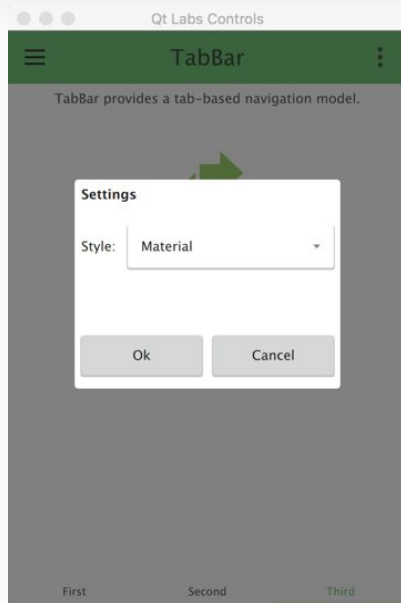 Qt Labs Controls
TabBar
TabBar provides a tab-based navigation model.
Settings
Style: Material
Ok Cancel
First Second Third